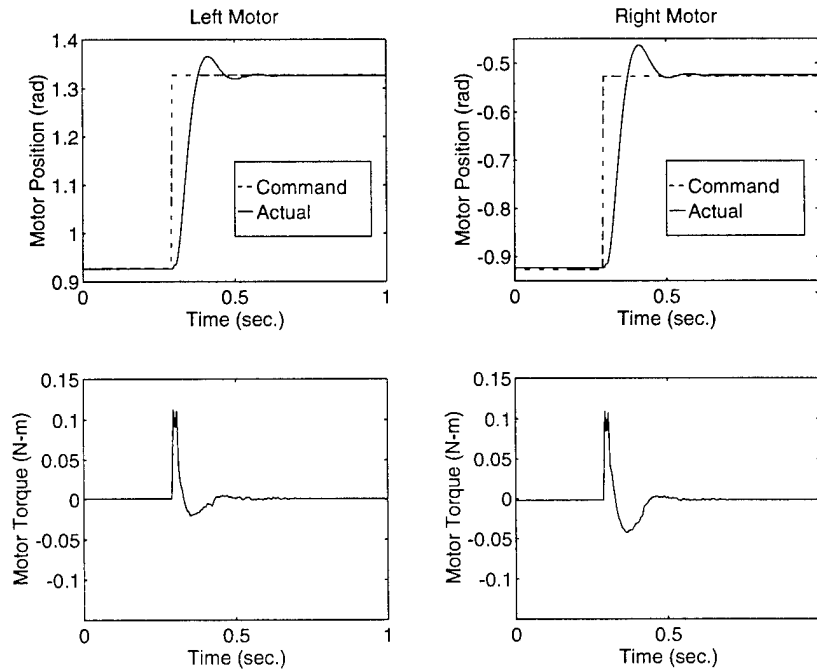 Left Motor
Motor Position (rad)
1.4
1.3
1.2
1.1
1
0.9
Command
Actual
0
0.5
1
Time (sec.)
Right Motor
Motor Position (rad)
-0.5
-0.6
-0.7
-0.8
-0.9
Command
Actual
0
0.5
1
Time (sec.)
Motor Torque (N-m)
0.15
0.1
0.05
0
-0.05
-0.1
0
0.5
1
Time (sec.)
Motor Torque (N-m)
0.15
0.1
0.05
0
-0.05
-0.1
0
0.5
1
Time (sec.)